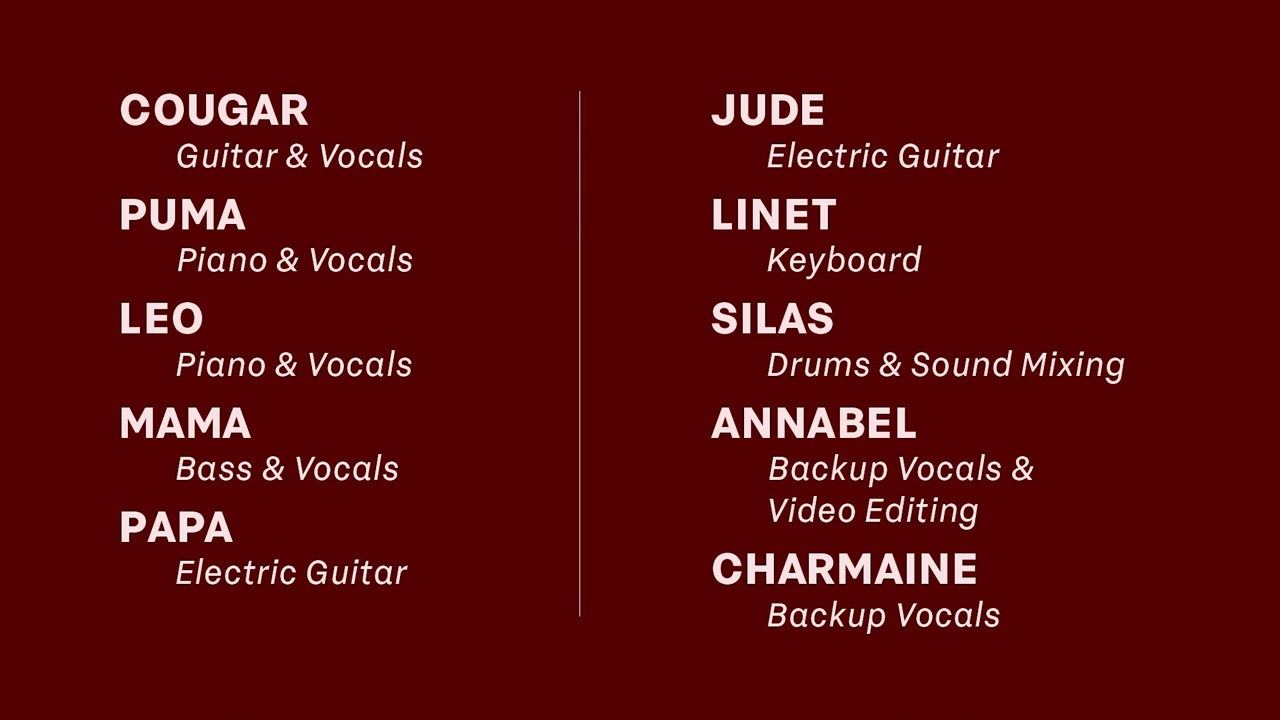 COUGAR
Guitar & Vocals
PUMA
Piano & Vocals
LEO
Piano & Vocals
MAMA
Bass & Vocals
PAPA
Electric Guitar
JUDE
Electric Guitar
LINET
Keyboard
SILAS
Drums & Sound Mixing
ANNABEL
Backup Vocals &
Video Editing
CHARMAINE
Backup Vocals